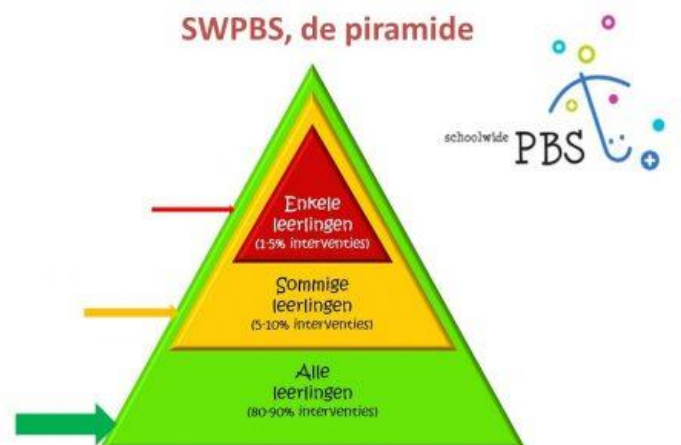 SWPBS, de piramide
schoolwide PBS
Enkele
leerlingen
(1-5% interventies)
Sommige
leerlingen
(5-10% interventies)
Alle
leerlingen
(80-90% interventies)